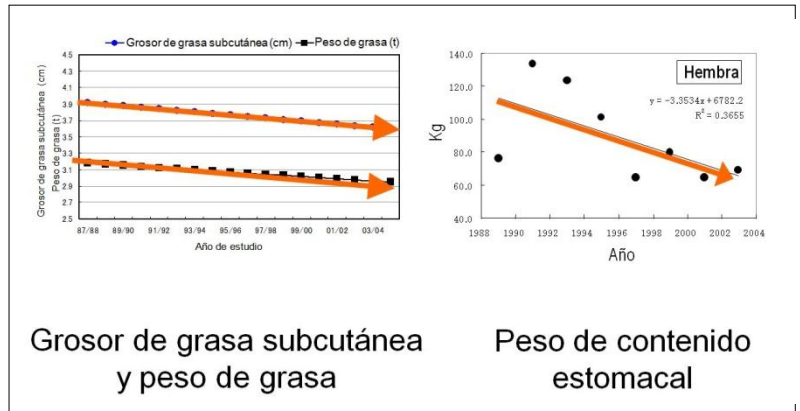 Grosor de grasa subcutánea (cm) Peso de grasa (t)
4.5
4.3
4.1
3.9
3.7
3.5
3.3
3.1
2.9
2.7
2.5
Grosor de grasa subcutánea (cm)
Peso de grasa (t)
87/88 89/90 91/92 93/94 95/96 97/98 99/00 01/02 03/04
Año de estudio
140.0
120.0
100.0
80.0
60.0
40.0
Kg
Hembra
y = -3.3534x + 6782.2
R² = 0.3655
1988 1990 1992 1994 1996 1998 2000 2002 2004
Año
Grosor de grasa subcutánea
y peso de grasa
Peso de contenido
estomacal